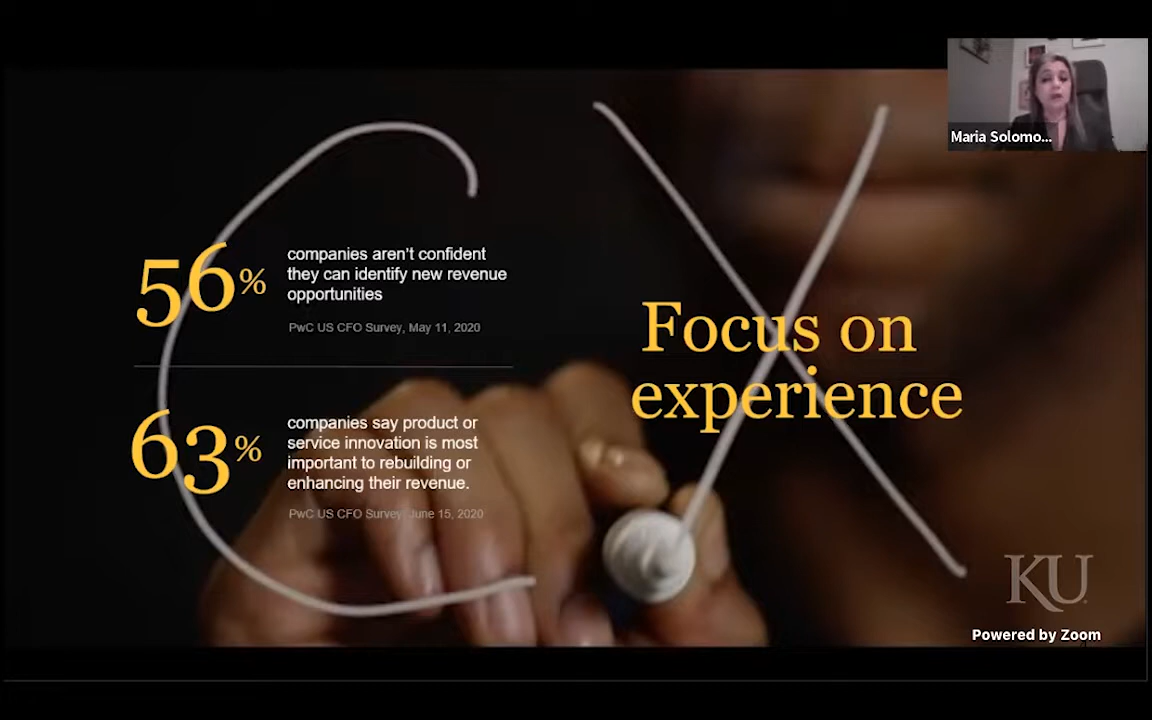 Maria Solomo...
CX
56%
companies aren't confident
they can identify new revenue
opportunities
PwC US CFO Survey, May 11, 2020
Focus on
experience
63%
companies say product or
service innovation is most
important to rebuilding or
enhancing their revenue.
PwC US CFO Survey, June 15, 2020
KU
Powered by Zoom